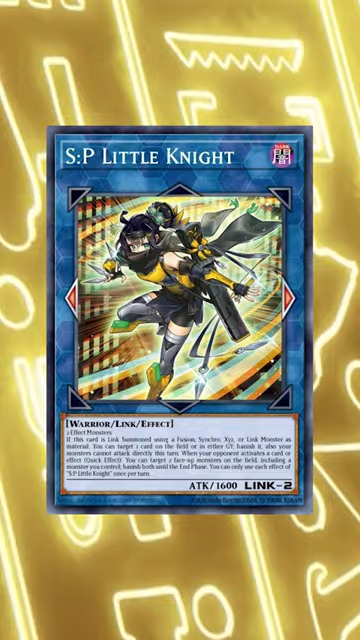 S:P Little Knight
DARK
闇
[Warrior/Link/Effect]
2 Effect Monsters
If this card is Link Summoned using a Fusion, Synchro, Xyz, or Link Monster as
material: You can target 1 card on the field or in either GY; banish it, also your
monsters cannot attack directly this turn. When your opponent activates a card or
effect (Quick Effect): You can target 2 face-up monsters on the field, including a
monster you control; banish both until the End Phase. You can only use each effect of
"S:P Little Knight" once per turn.
ATK/1600 LINK-2